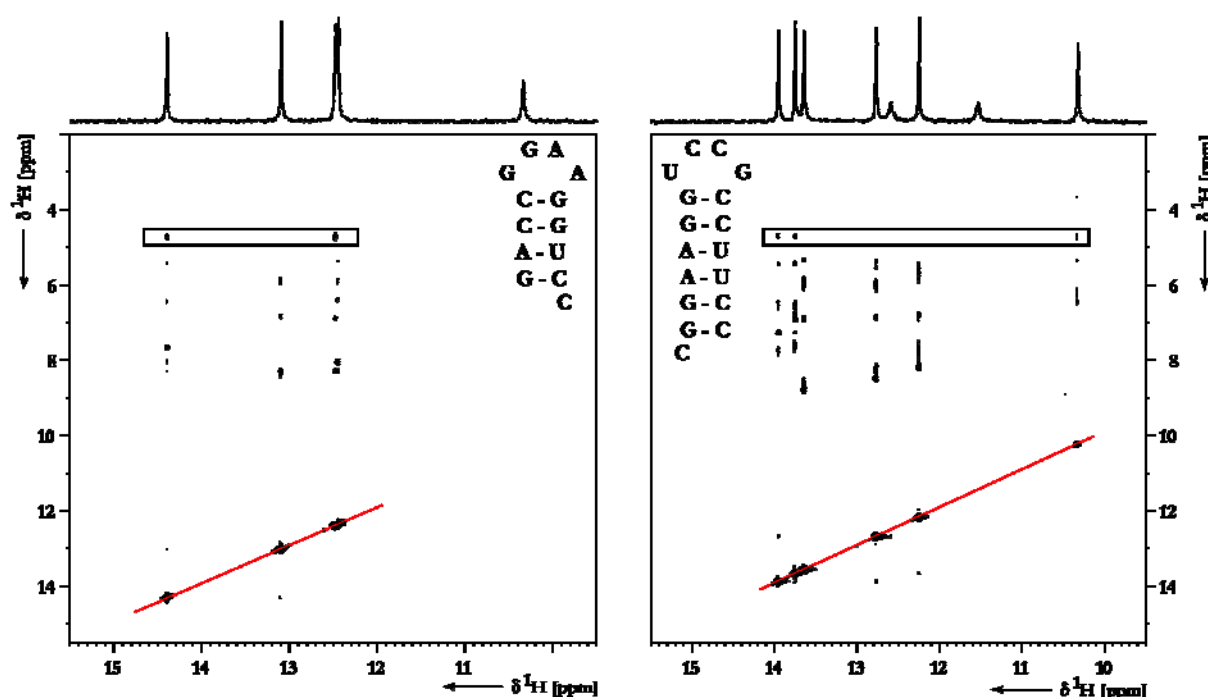 G A
G A
C - G
C - G
A - U
G - C
C
δ ¹H [ppm]
4
6
8
10
12
14
15 14 13 12 11
δ ¹H [ppm]
C C
U G
G - C
G - C
A - U
A - U
G - C
G - C
C
δ ¹H [ppm]
4
6
8
10
12
14
15 14 13 12 11 10
δ ¹H [ppm]